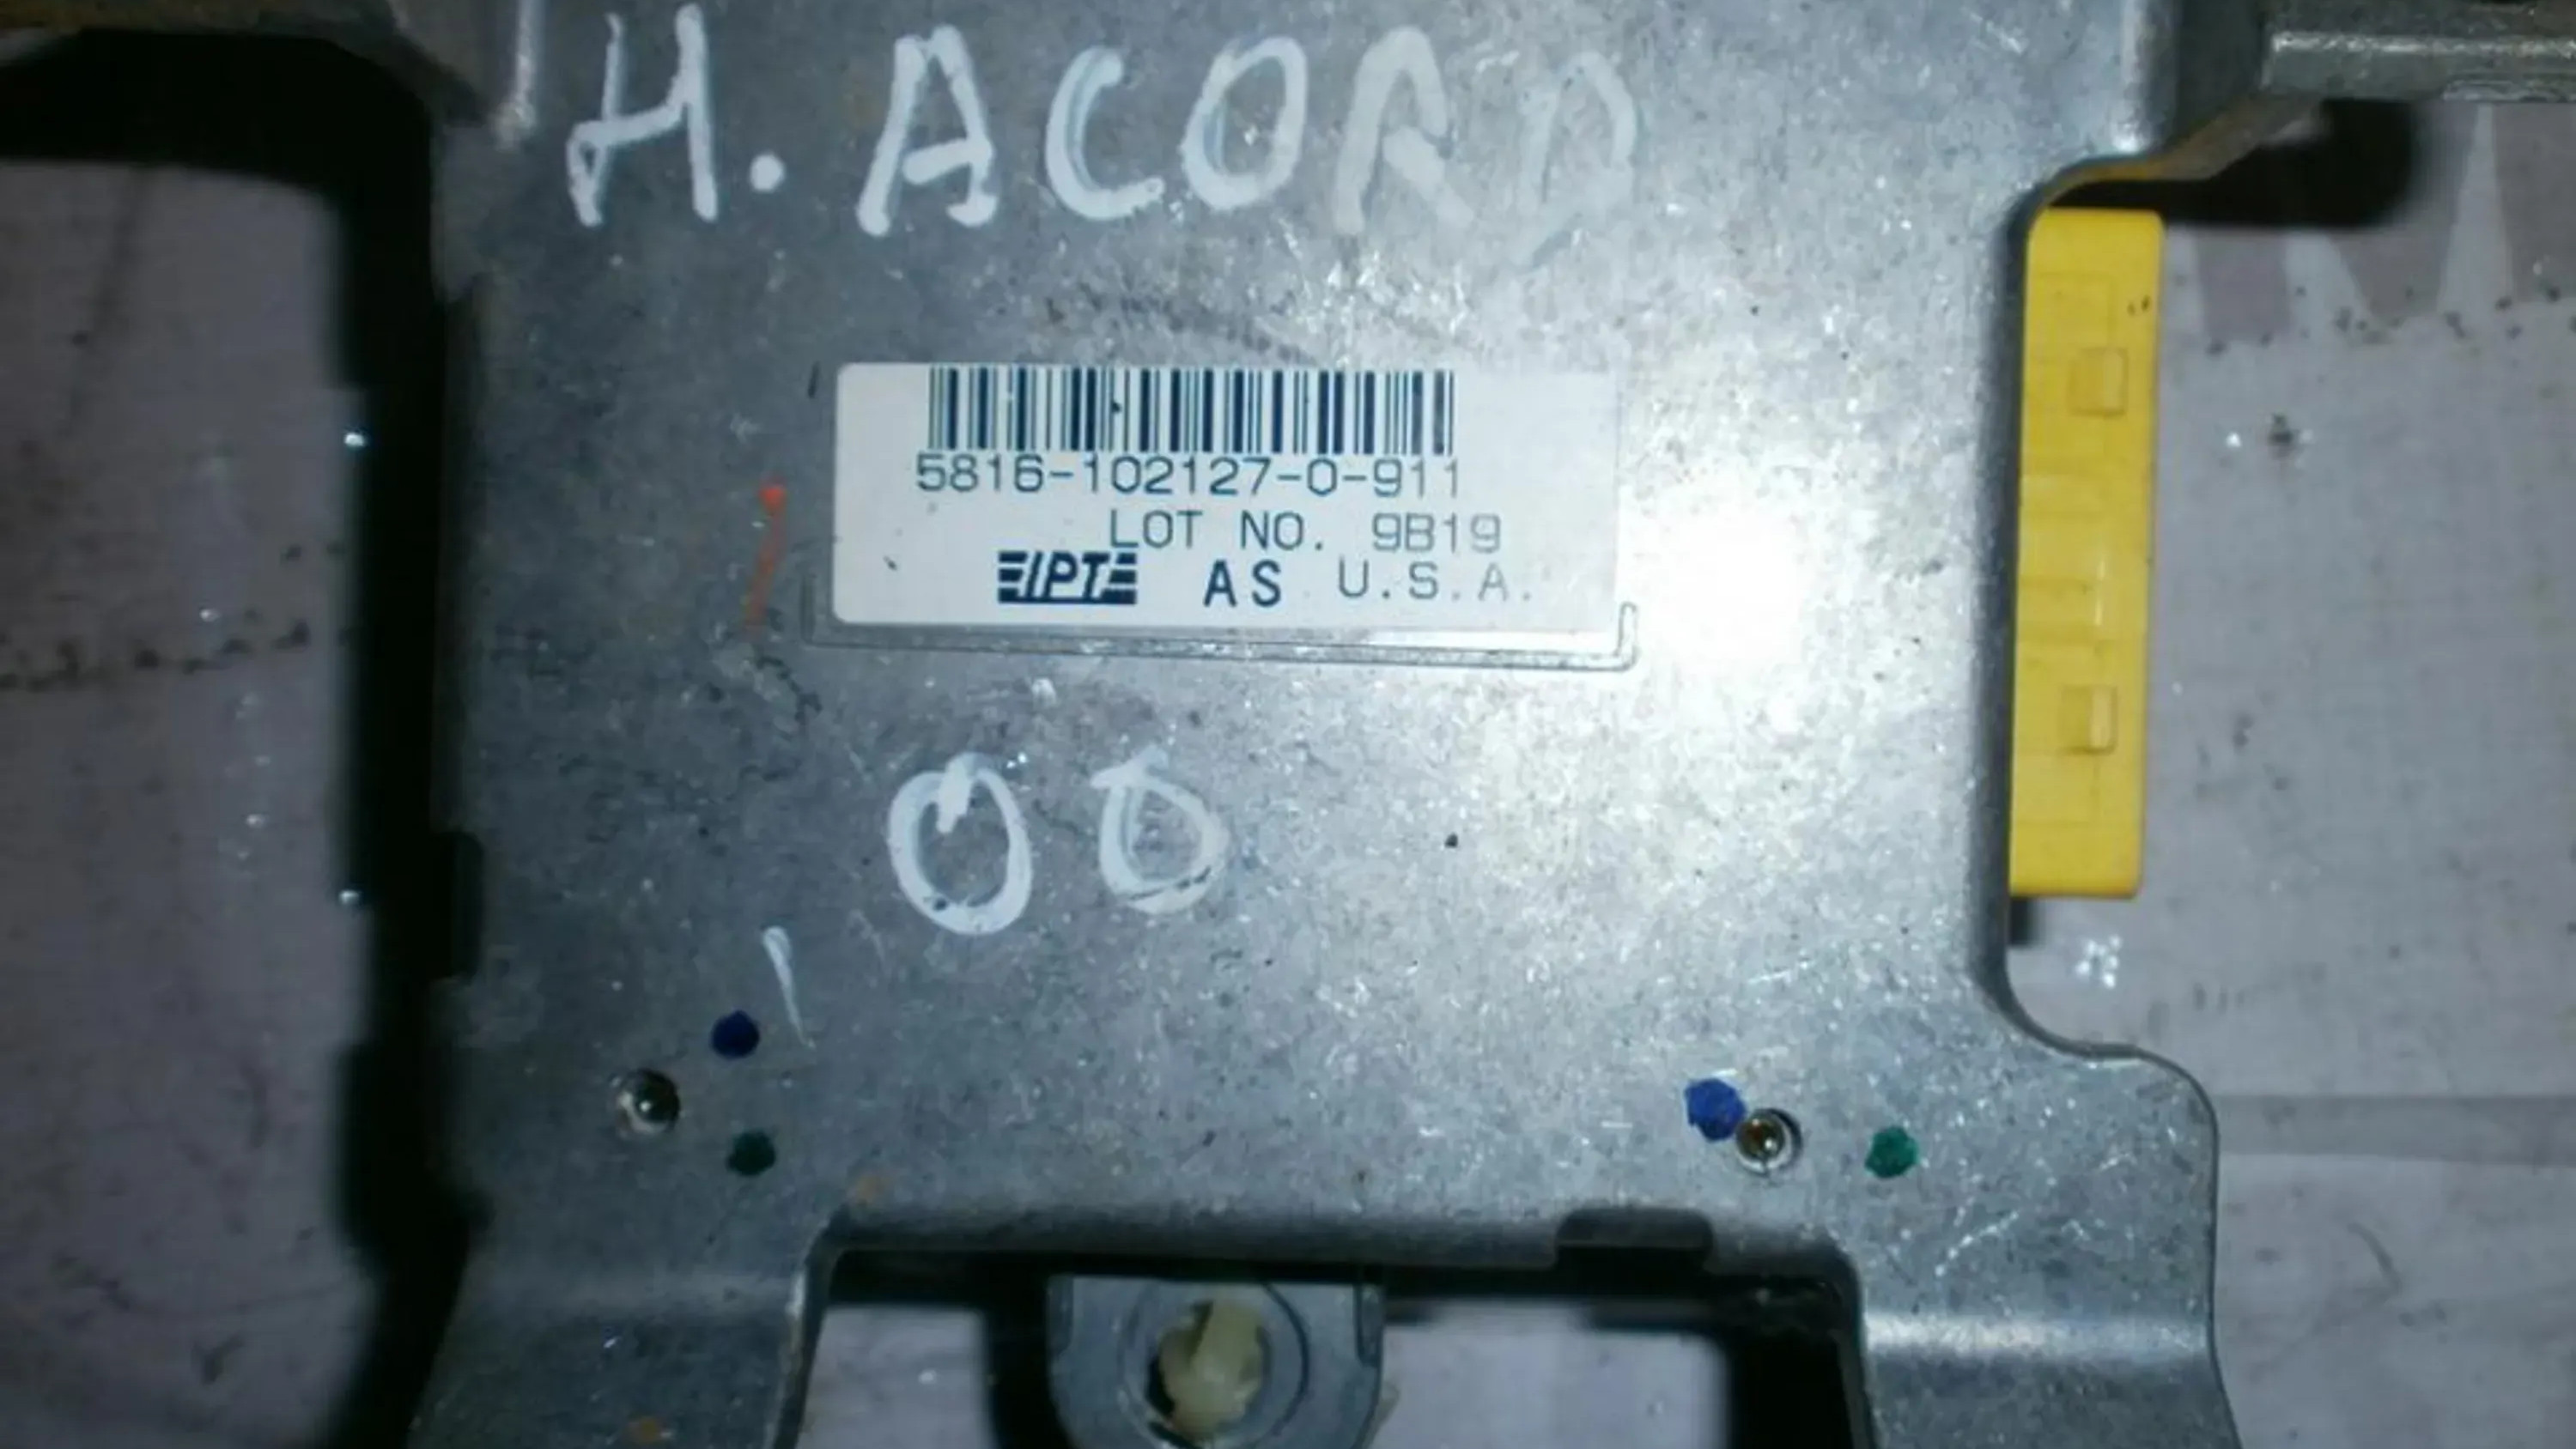 H. ACORD
5816-102127-0-911
LOT NO. 9B19
IPT AS U.S.A.
00